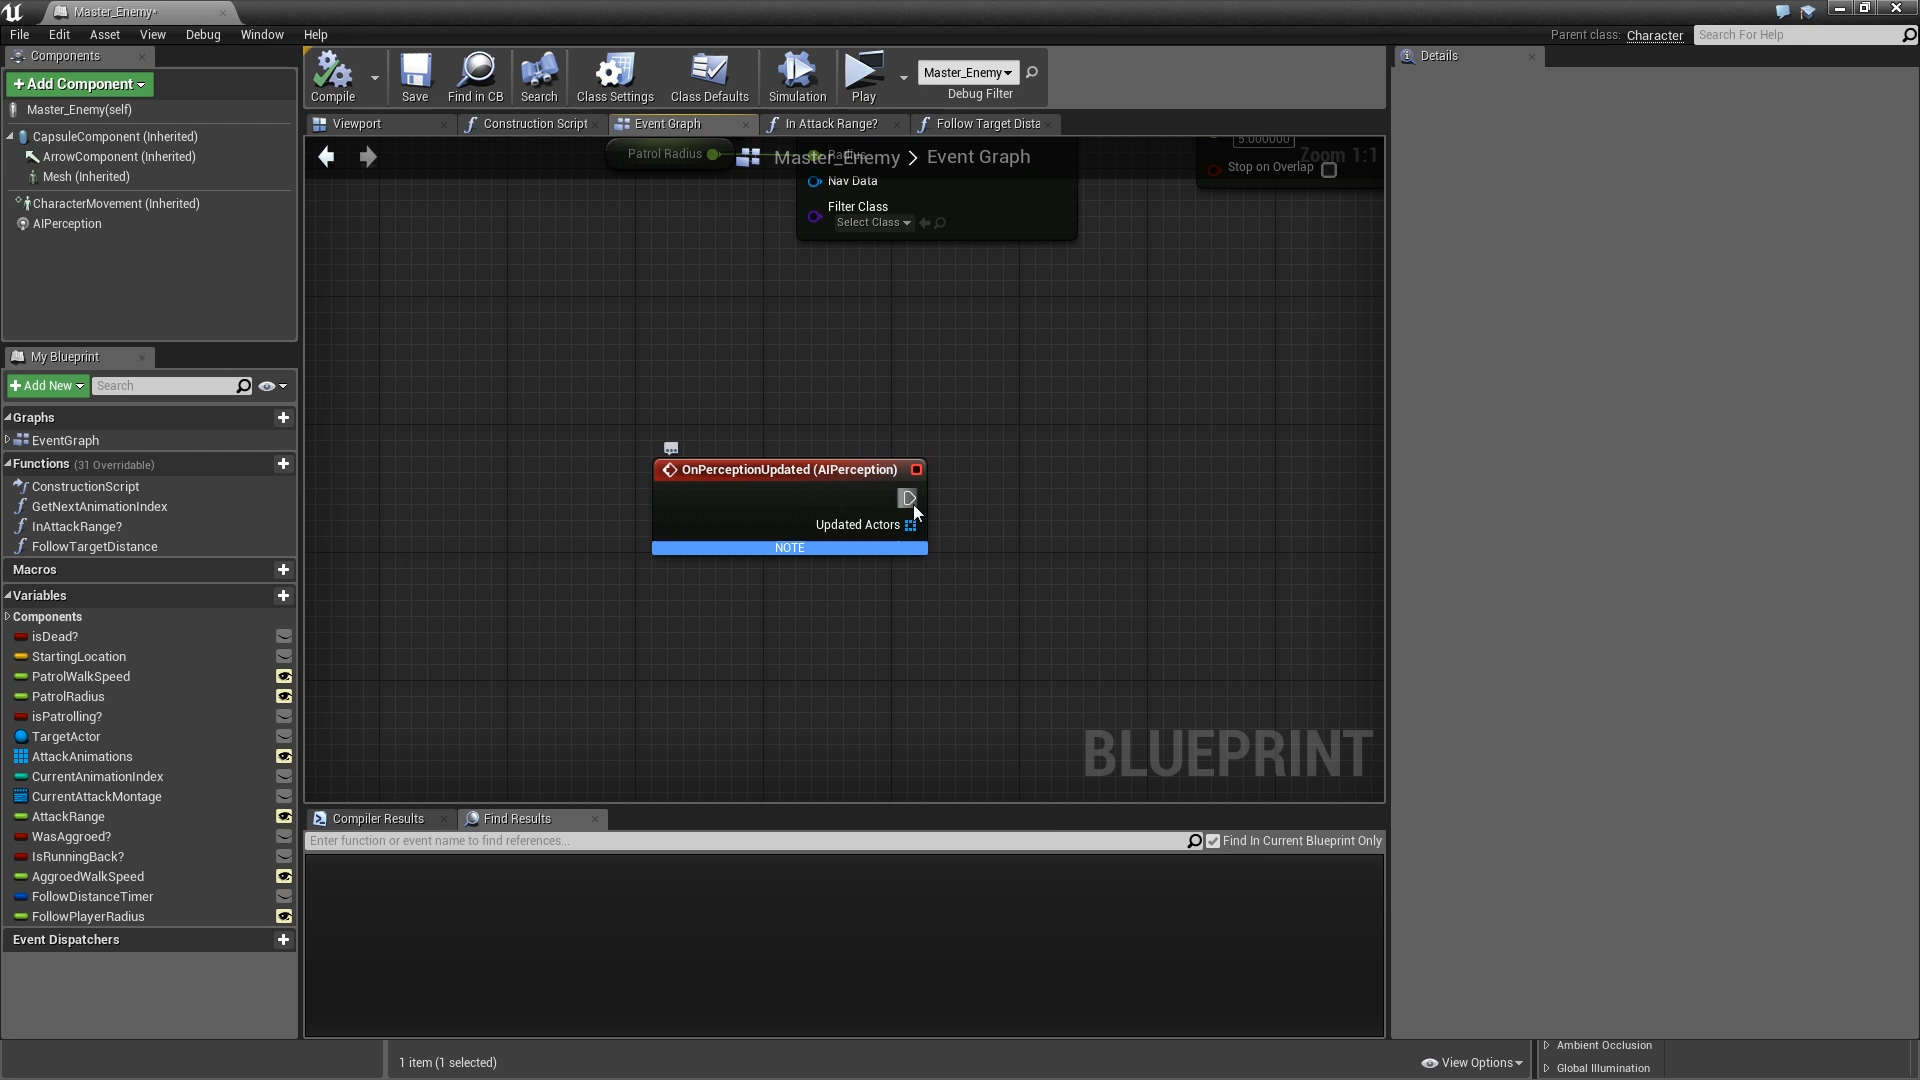 Master_Enemy*
File Edit Asset View Debug Window Help
Parent class: Character
Search For Help
Components
Add Component
Master_Enemy(self)
CapsuleComponent (Inherited)
ArrowComponent (Inherited)
Mesh (Inherited)
CharacterMovement (Inherited)
AIPerception
Compile
Save
Find in CB
Search
Class Settings
Class Defaults
Simulation
Play
Master_Enemy
Debug Filter
Details
Viewport
Construction Script
Event Graph
In Attack Range?
Follow Target Dista
Master_Enemy > Event Graph
Zoom 1:1
Patrol Radius
Radius
Nav Data
Filter Class
Select Class
5.000000
Stop on Overlap
OnPerceptionUpdated (AIPerception)
Updated Actors
NOTE
BLUEPRINT
My Blueprint
Add New
Search
Graphs
EventGraph
Functions (31 Overridable)
ConstructionScript
GetNextAnimationIndex
InAttackRange?
FollowTargetDistance
Macros
Variables
Components
isDead?
StartingLocation
PatrolWalkSpeed
PatrolRadius
isPatrolling?
TargetActor
AttackAnimations
CurrentAnimationIndex
CurrentAttackMontage
AttackRange
WasAggroed?
IsRunningBack?
AggroedWalkSpeed
FollowDistanceTimer
FollowPlayerRadius
Event Dispatchers
Compiler Results
Find Results
Enter function or event name to find references...
Find In Current Blueprint Only
1 item (1 selected)
View Options
Ambient Occlusion
Global Illumination